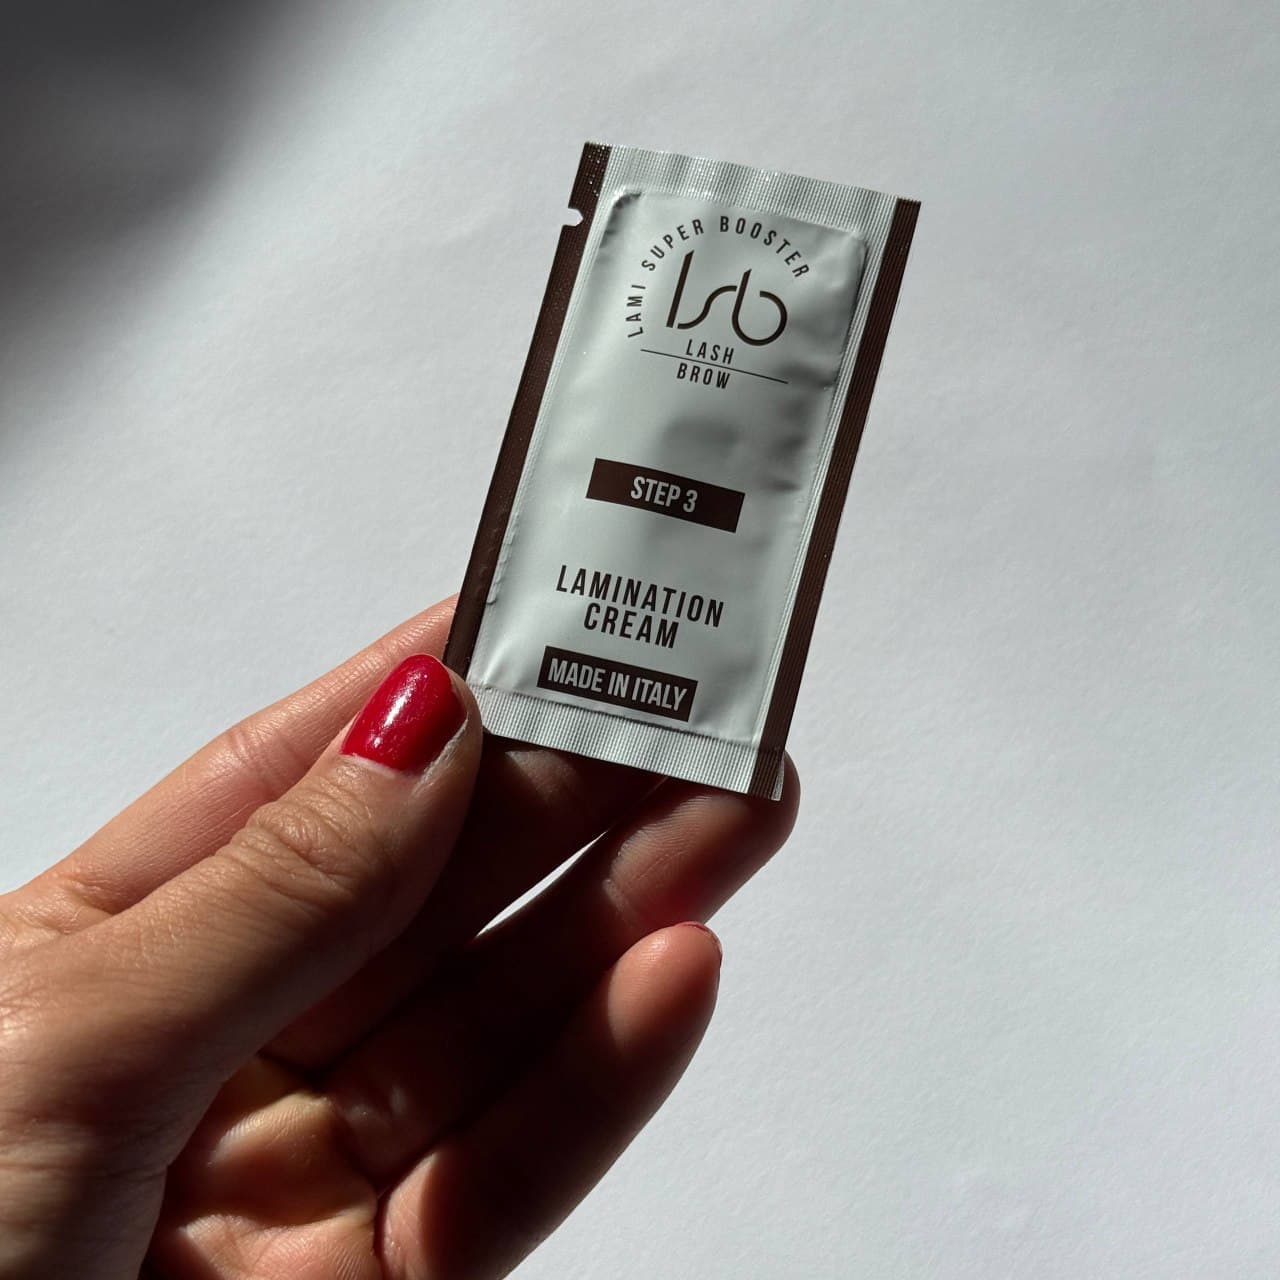 LAMI SUPER BOOSTER
lsb
LASH
BROW
STEP 3
LAMINATION
CREAM
MADE IN ITALY